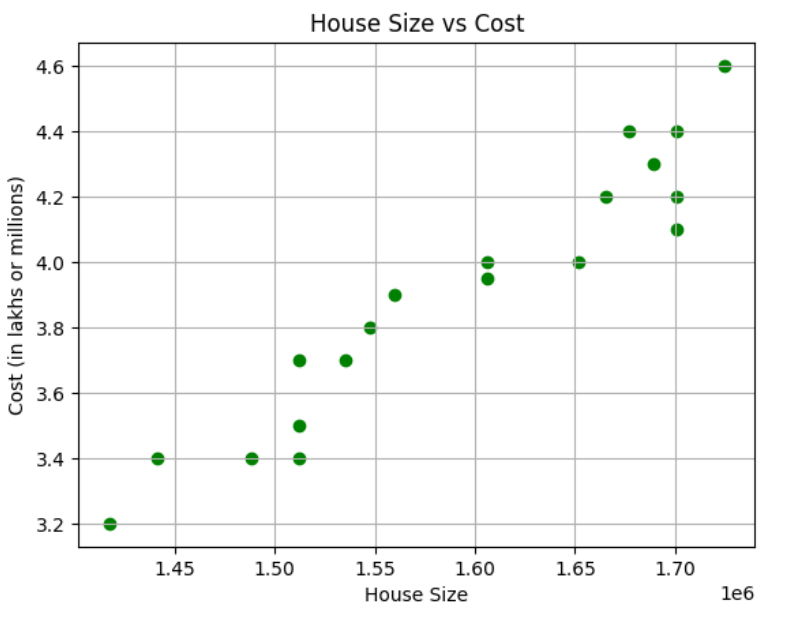 House Size vs Cost
Cost (in lakhs or millions)
4.6
4.4
4.2
4.0
3.8
3.6
3.4
3.2
1.45 1.50 1.55 1.60 1.65 1.70
House Size
1e6